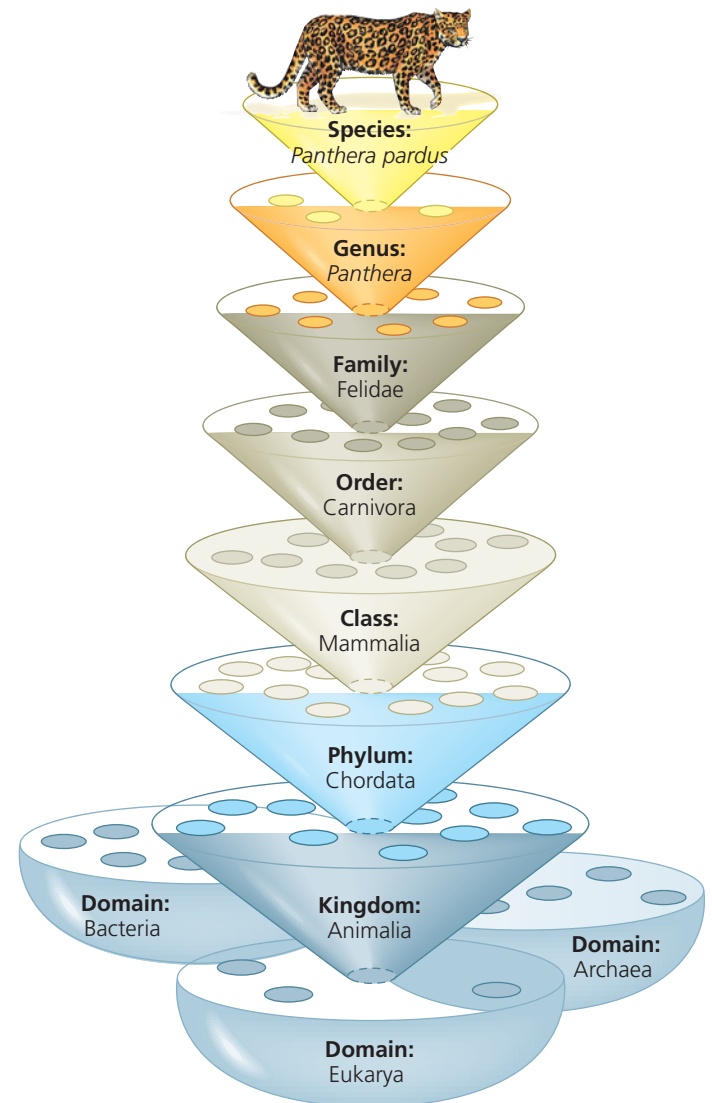 Species:
Panthera pardus
Genus:
Panthera
Family:
Felidae
Order:
Carnivora
Class:
Mammalia
Phylum:
Chordata
Domain:
Bacteria
Kingdom:
Animalia
Domain:
Archaea
Domain:
Eukarya